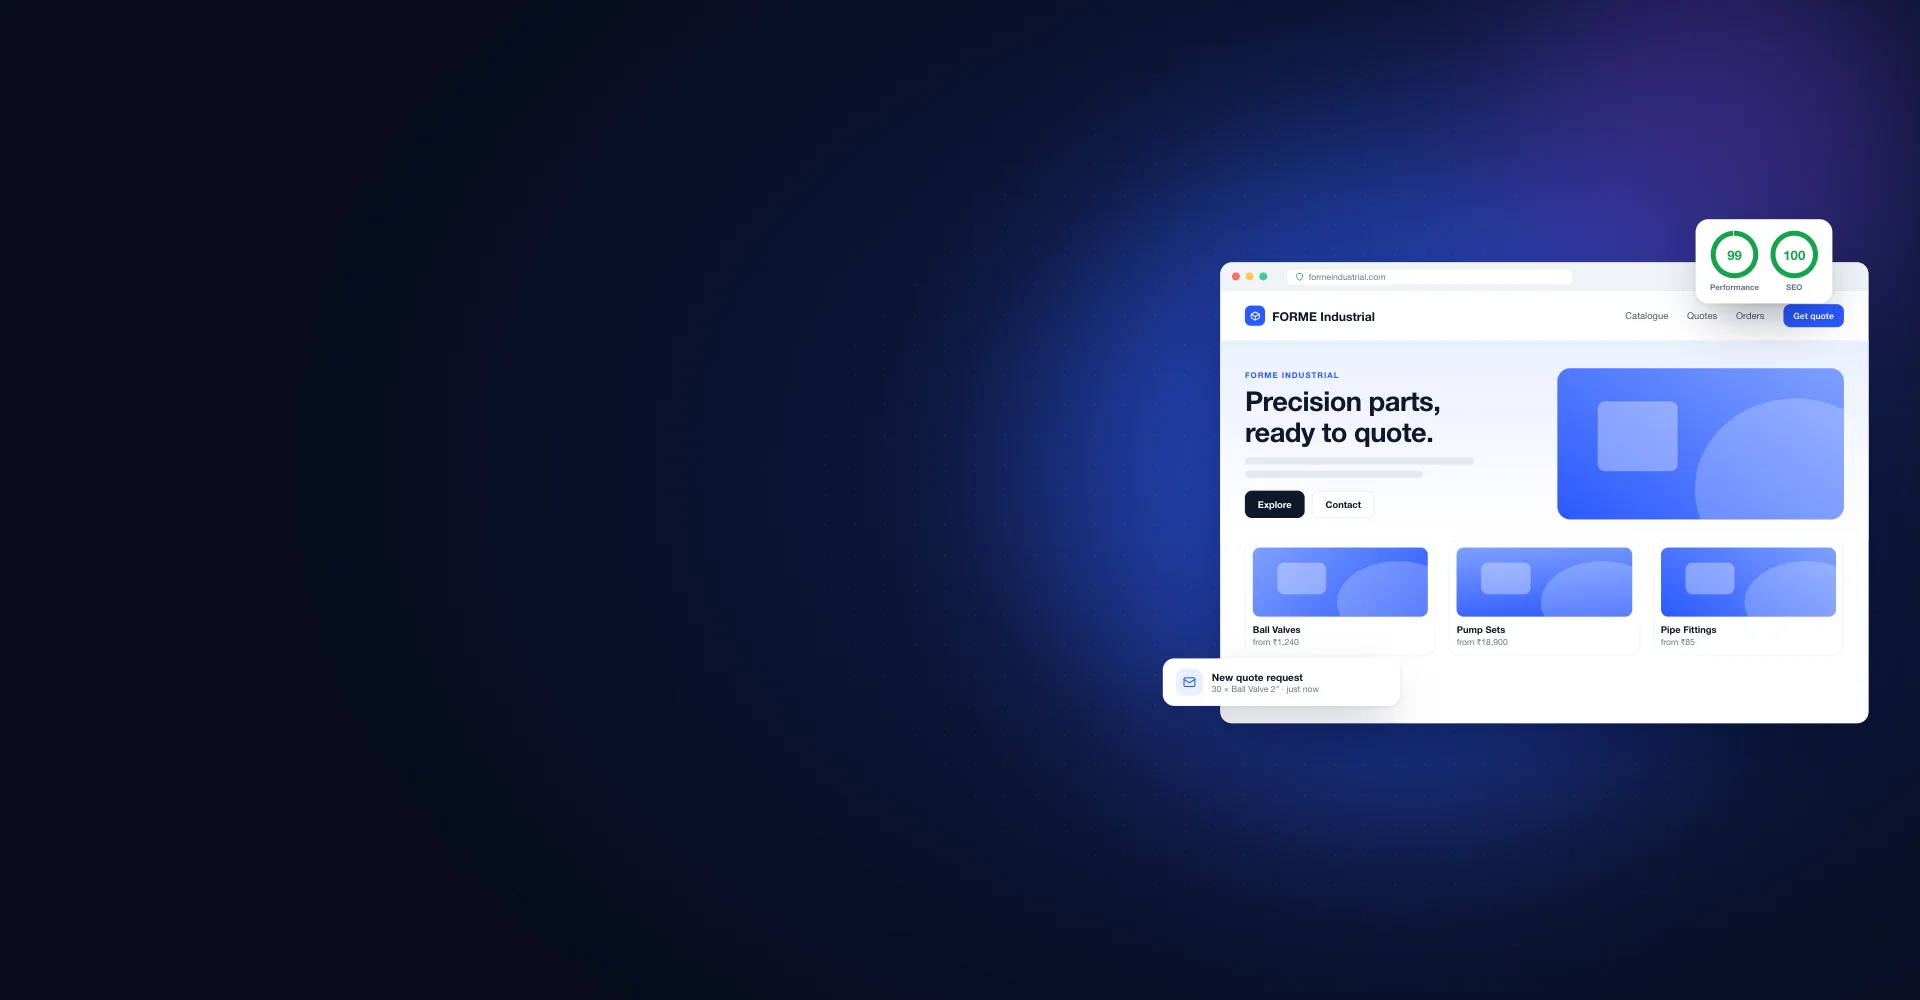 99
100
Performance
SEO
formeindustrial.com
FORME Industrial
Catalogue
Quotes
Orders
Get quote
FORME INDUSTRIAL
Precision parts,
ready to quote.
Explore
Contact
Ball Valves
from ₹1,240
Pump Sets
from ₹18,900
Pipe Fittings
from ₹85
New quote request
30 × Ball Valve 2" · just now